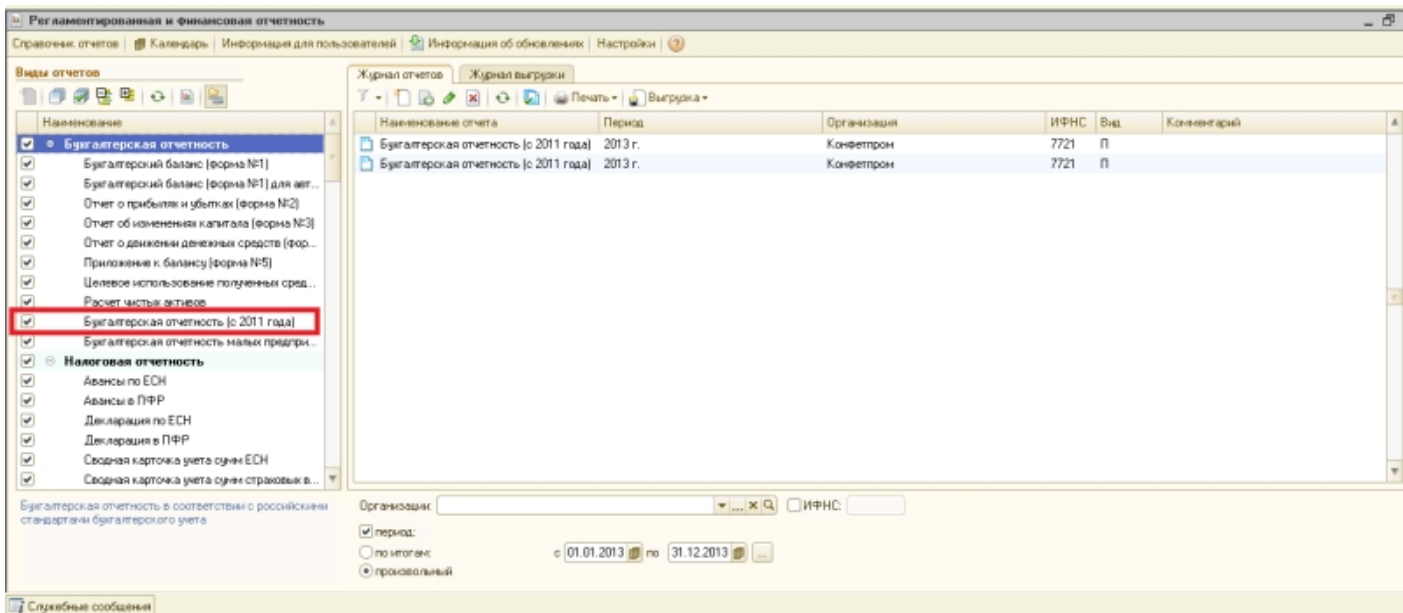 Регламентированная и финансовая отчетность
Справочник отчетов Календарь Информация для пользователей Информация об обновлениях Настройки
Виды отчетов
Журнал отчетов Журнал выгрузки
Печать Выгрузка
Наименование
Наименование отчета Период Организация ИФНС Вид Комментарий
Бухгалтерская отчетность
Бухгалтерская отчетность (с 2011 года) 2013 г. Конфетпром 7721 П
Бухгалтерский баланс (форма №1)
Бухгалтерская отчетность (с 2011 года) 2013 г. Конфетпром 7721 П
Бухгалтерский баланс (форма №1) для авт...
Отчет о прибылях и убытках (форма №2)
Отчет об изменениях капитала (форма №3)
Отчет о движении денежных средств (фор...
Приложение к балансу (форма №5)
Целевое использование полученных сред...
Расчет чистых активов
Бухгалтерская отчетность (с 2011 года)
Бухгалтерская отчетность малых предпри...
Налоговая отчетность
Авансы по ЕСН
Авансы в ПФР
Декларация по ЕСН
Декларация в ПФР
Сводная карточка учета сумм ЕСН
Сводная карточка учета сумм страховых в...
Бухгалтерская отчетность в соответствии с российскими
стандартами бухгалтерского учета
Организации: ... ИФНС:
период:
по итогам: с 01.01.2013 по 31.12.2013 ...
произвольный
Служебные сообщения